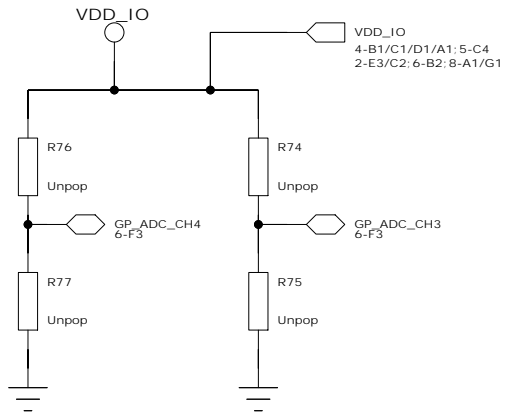 VDD_IO
VDD_IO
4-B1/C1/D1/A1;5-C4
2-E3/C2;6-B2;8-A1/G1
R76
Unpop
R74
Unpop
GP_ADC_CH4
6-F3
GP_ADC_CH3
6-F3
R77
Unpop
R75
Unpop